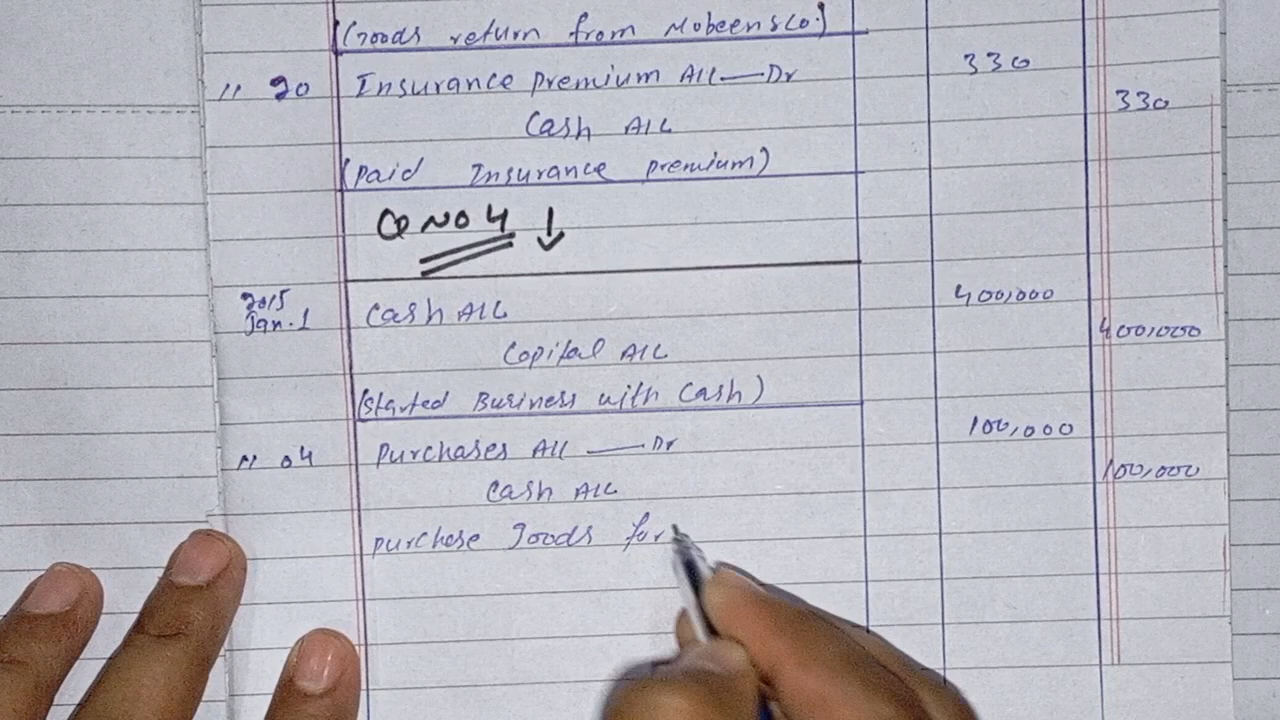 (Goods return from Mobeen & Co.)
" 20 Insurance Premium A/C — Dr 330
330
Cash A/C
(Paid Insurance premium)
Q NO 4 ↓
2015
Jan. 1 Cash A/C 400,000
Capital A/C 400,000
(Started Business with Cash)
" 04 Purchases A/C — Dr 100,000
Cash A/C 100,000
purchase goods for